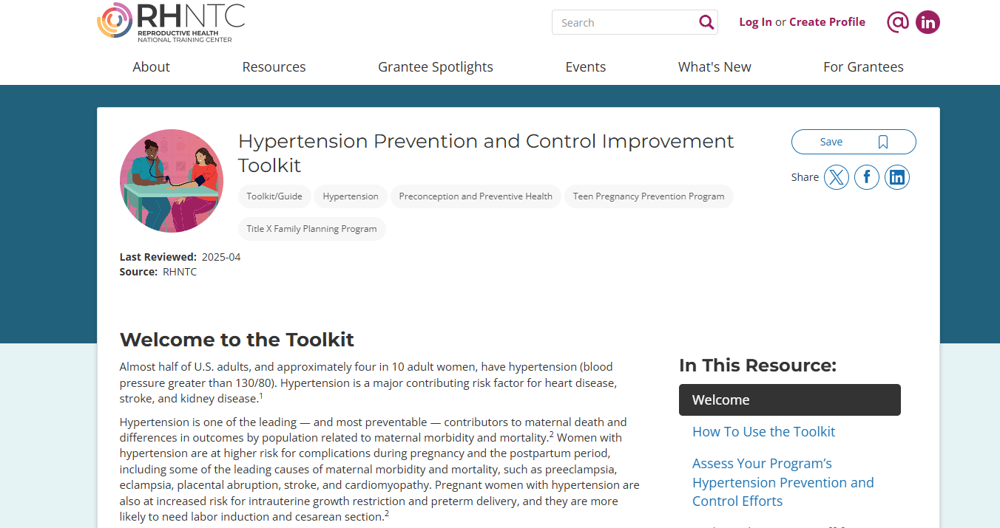 RHNTC
REPRODUCTIVE HEALTH
NATIONAL TRAINING CENTER
Search
Log In or Create Profile
About
Resources
Grantee Spotlights
Events
What's New
For Grantees
Hypertension Prevention and Control Improvement
Toolkit
Save
Share
Toolkit/Guide
Hypertension
Preconception and Preventive Health
Teen Pregnancy Prevention Program
Title X Family Planning Program
Last Reviewed: 2025-04
Source: RHNTC
Welcome to the Toolkit
Almost half of U.S. adults, and approximately four in 10 adult women, have hypertension (blood
pressure greater than 130/80). Hypertension is a major contributing risk factor for heart disease,
stroke, and kidney disease.1
Hypertension is one of the leading — and most preventable — contributors to maternal death and
differences in outcomes by population related to maternal morbidity and mortality.2 Women with
hypertension are at higher risk for complications during pregnancy and the postpartum period,
including some of the leading causes of maternal morbidity and mortality, such as preeclampsia,
eclampsia, placental abruption, stroke, and cardiomyopathy. Pregnant women with hypertension are
also at increased risk for intrauterine growth restriction and preterm delivery, and they are more
likely to need labor induction and cesarean section.2
In This Resource:
Welcome
How To Use the Toolkit
Assess Your Program’s
Hypertension Prevention and
Control Efforts